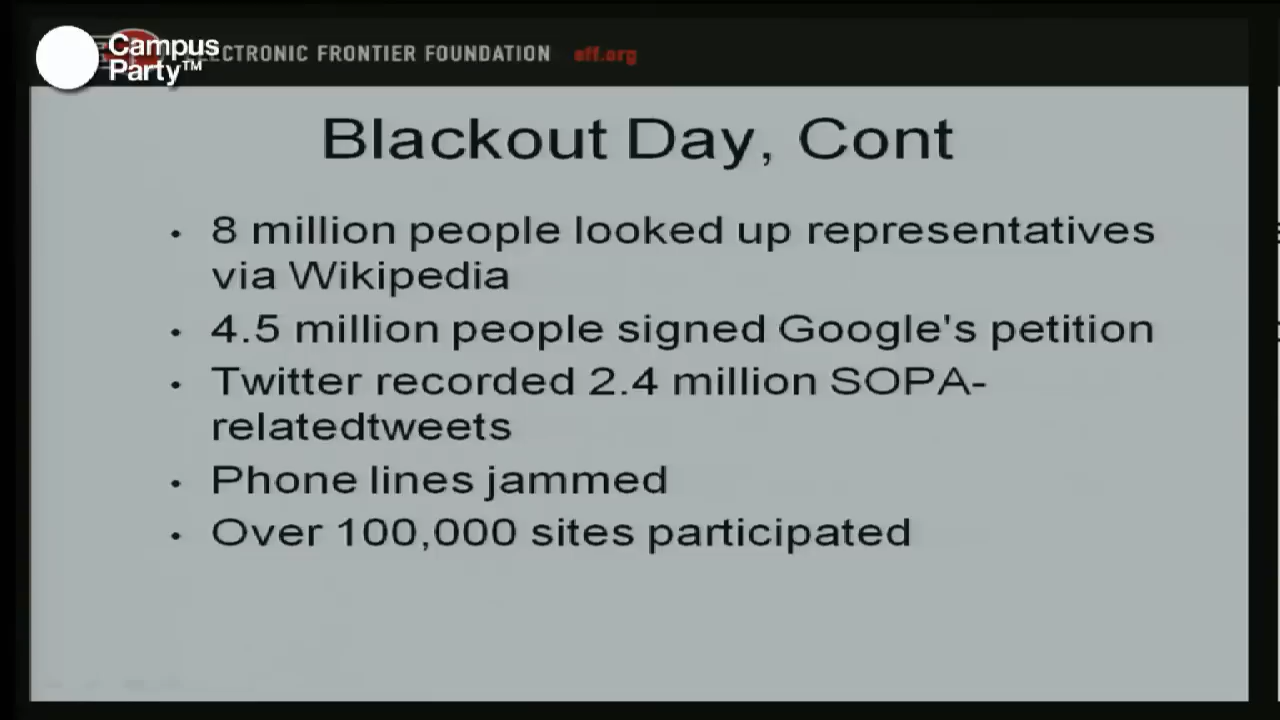 Campus
Party™
ELECTRONIC FRONTIER FOUNDATION eff.org
Blackout Day, Cont
• 8 million people looked up representatives
via Wikipedia
• 4.5 million people signed Google's petition
• Twitter recorded 2.4 million SOPA-
relatedtweets
• Phone lines jammed
• Over 100,000 sites participated